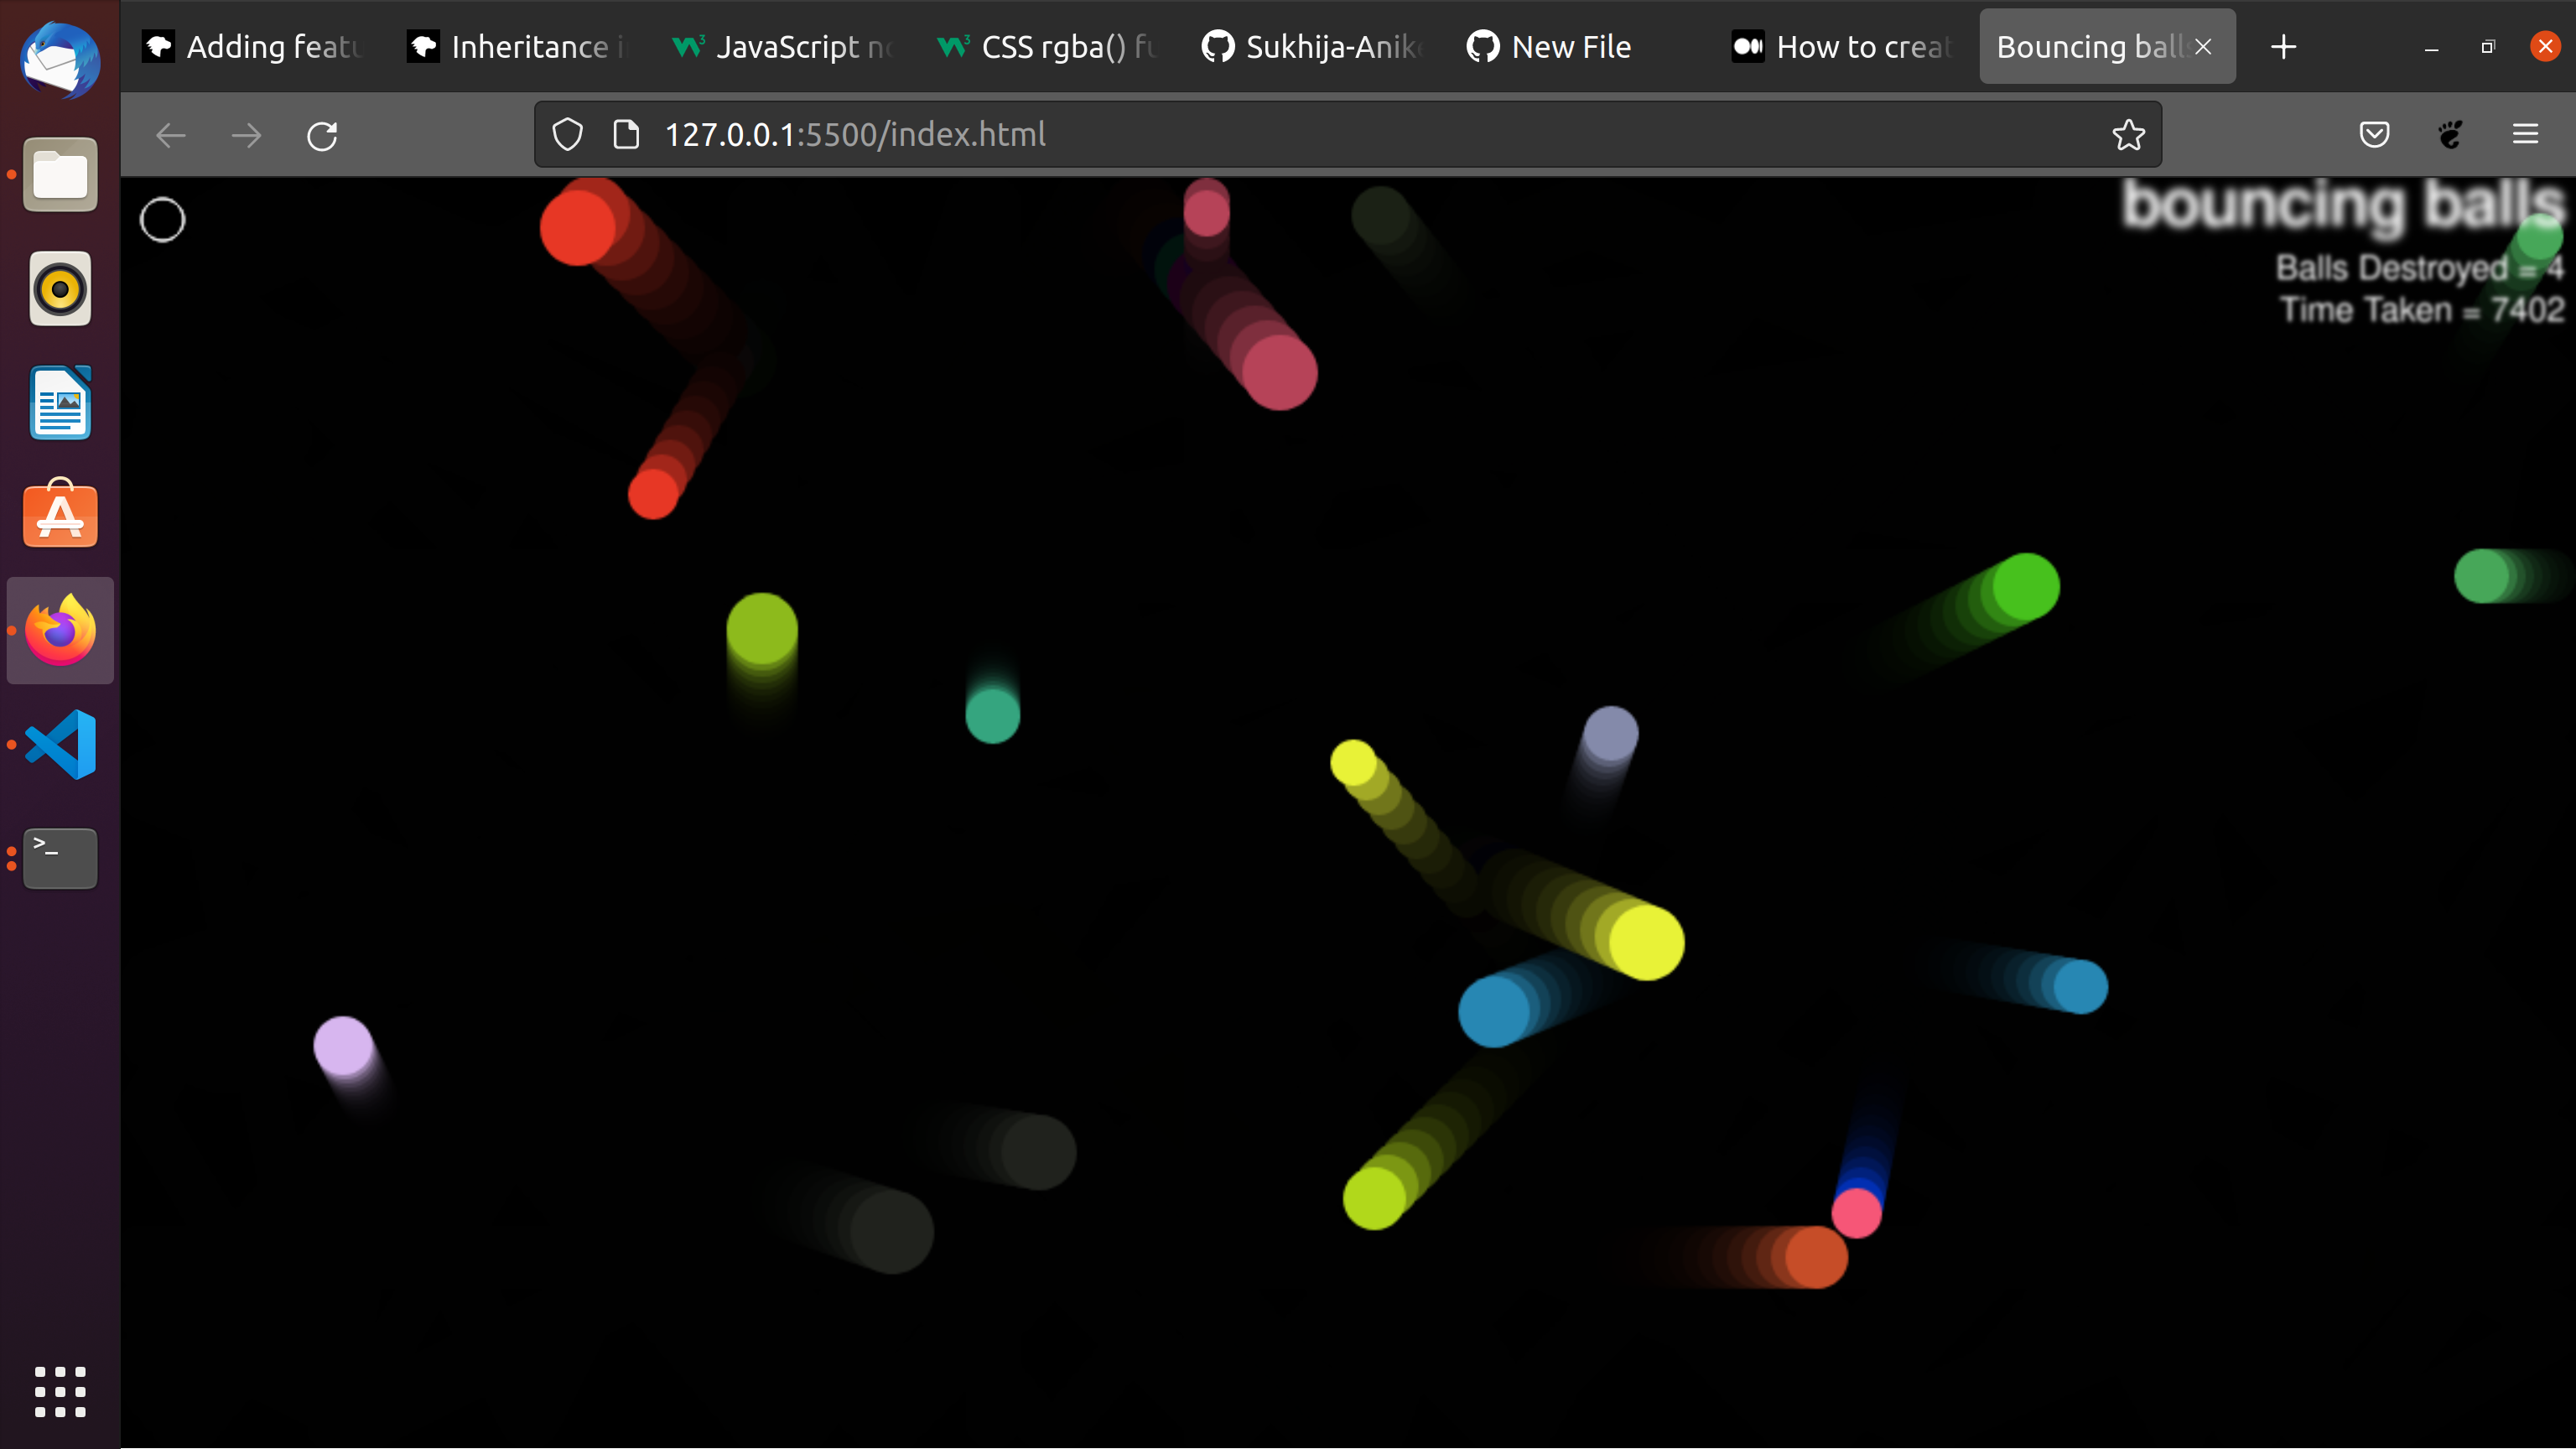 Adding featu
Inheritance i
JavaScript n
CSS rgba() fu
Sukhija-Anik
New File
How to creat
Bouncing ball
127.0.0.1:5500/index.html
bouncing balls
Balls Destroyed = 4
Time Taken = 7402
>_